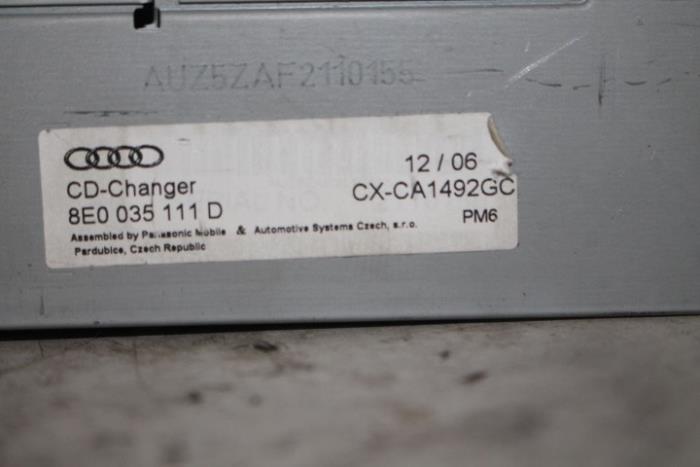 AUZ5ZAF2110155
12 / 06
CD-Changer CX-CA1492GC
8E0 035 111 D PM6
Assembled by Panasonic Mobile & Automotive Systems Czech, s.r.o.
Pardubice, Czech Republic